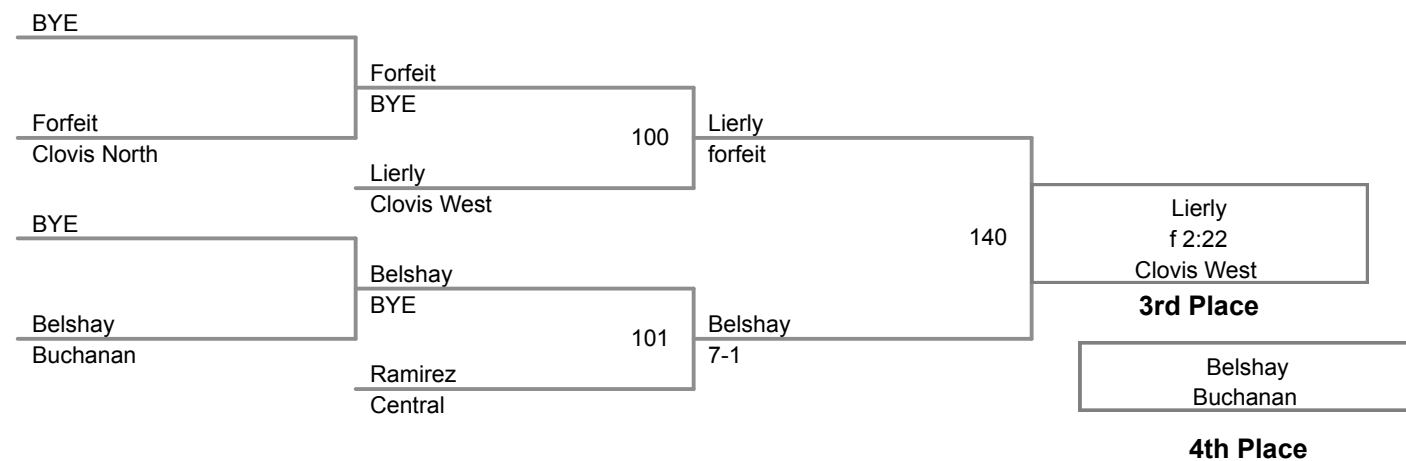 BYE
Forfeit
BYE
Forfeit
Clovis North
100
Lierly
forfeit
Lierly
Clovis West
BYE
140
Lierly
f 2:22
Clovis West
3rd Place
Belshay
BYE
Belshay
Buchanan
101
Belshay
7-1
Ramirez
Central
Belshay
Buchanan
4th Place